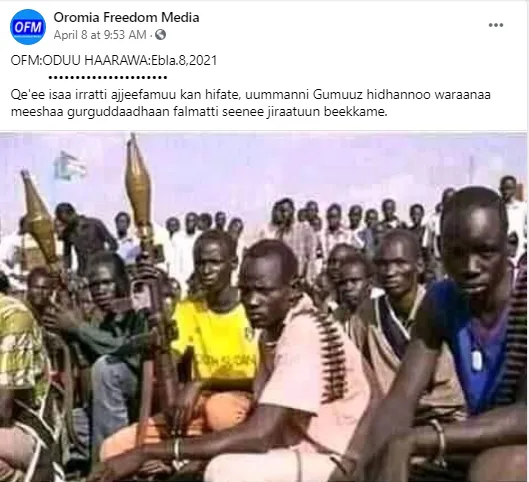 OFM
Oromia Freedom Media
April 8 at 9:53 AM ·
OFM:ODUU HAARAWA:Ebla.8,2021
••••••••••••••••••••••
Qe'ee isaa irratti ajjeefamuu kan hifate, uummanni Gumuuz hidhannoo waraanaa
meeshaa gurguddaadhaan falmatti seenee jiraatuun beekkame.